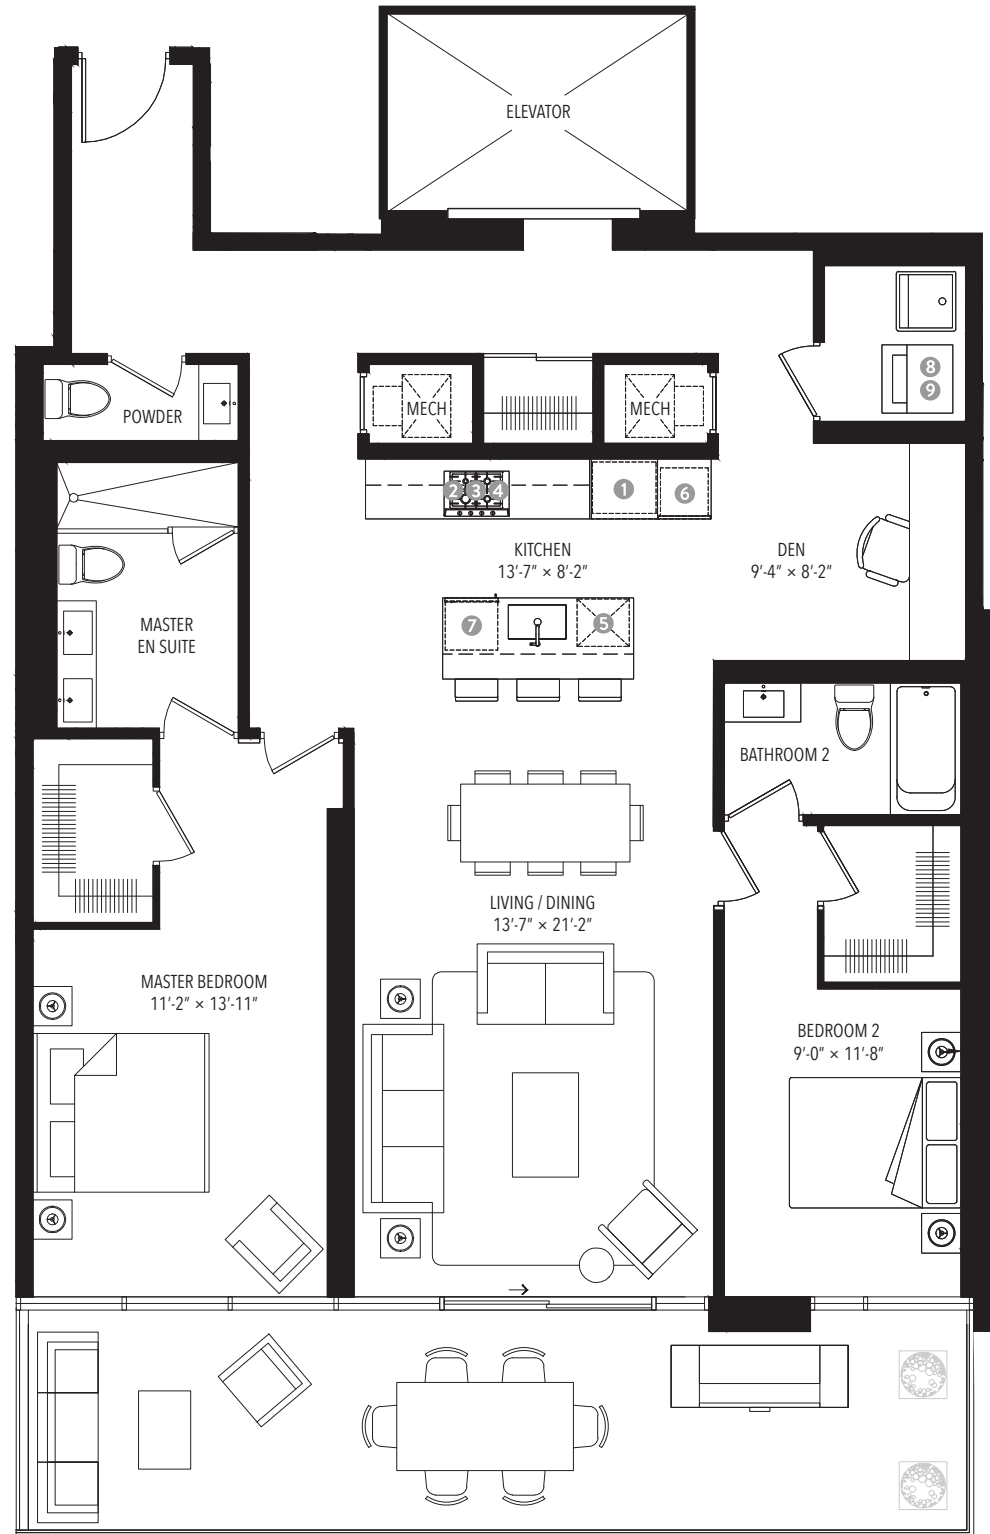 ELEVATOR
8
9
POWDER
MECH
MECH
2 3 4
1
6
KITCHEN
13'-7" × 8'-2"
DEN
9'-4" × 8'-2"
MASTER
EN SUITE
7
5
BATHROOM 2
LIVING / DINING
13'-7" × 21'-2"
MASTER BEDROOM
11'-2" × 13'-11"
BEDROOM 2
9'-0" × 11'-8"